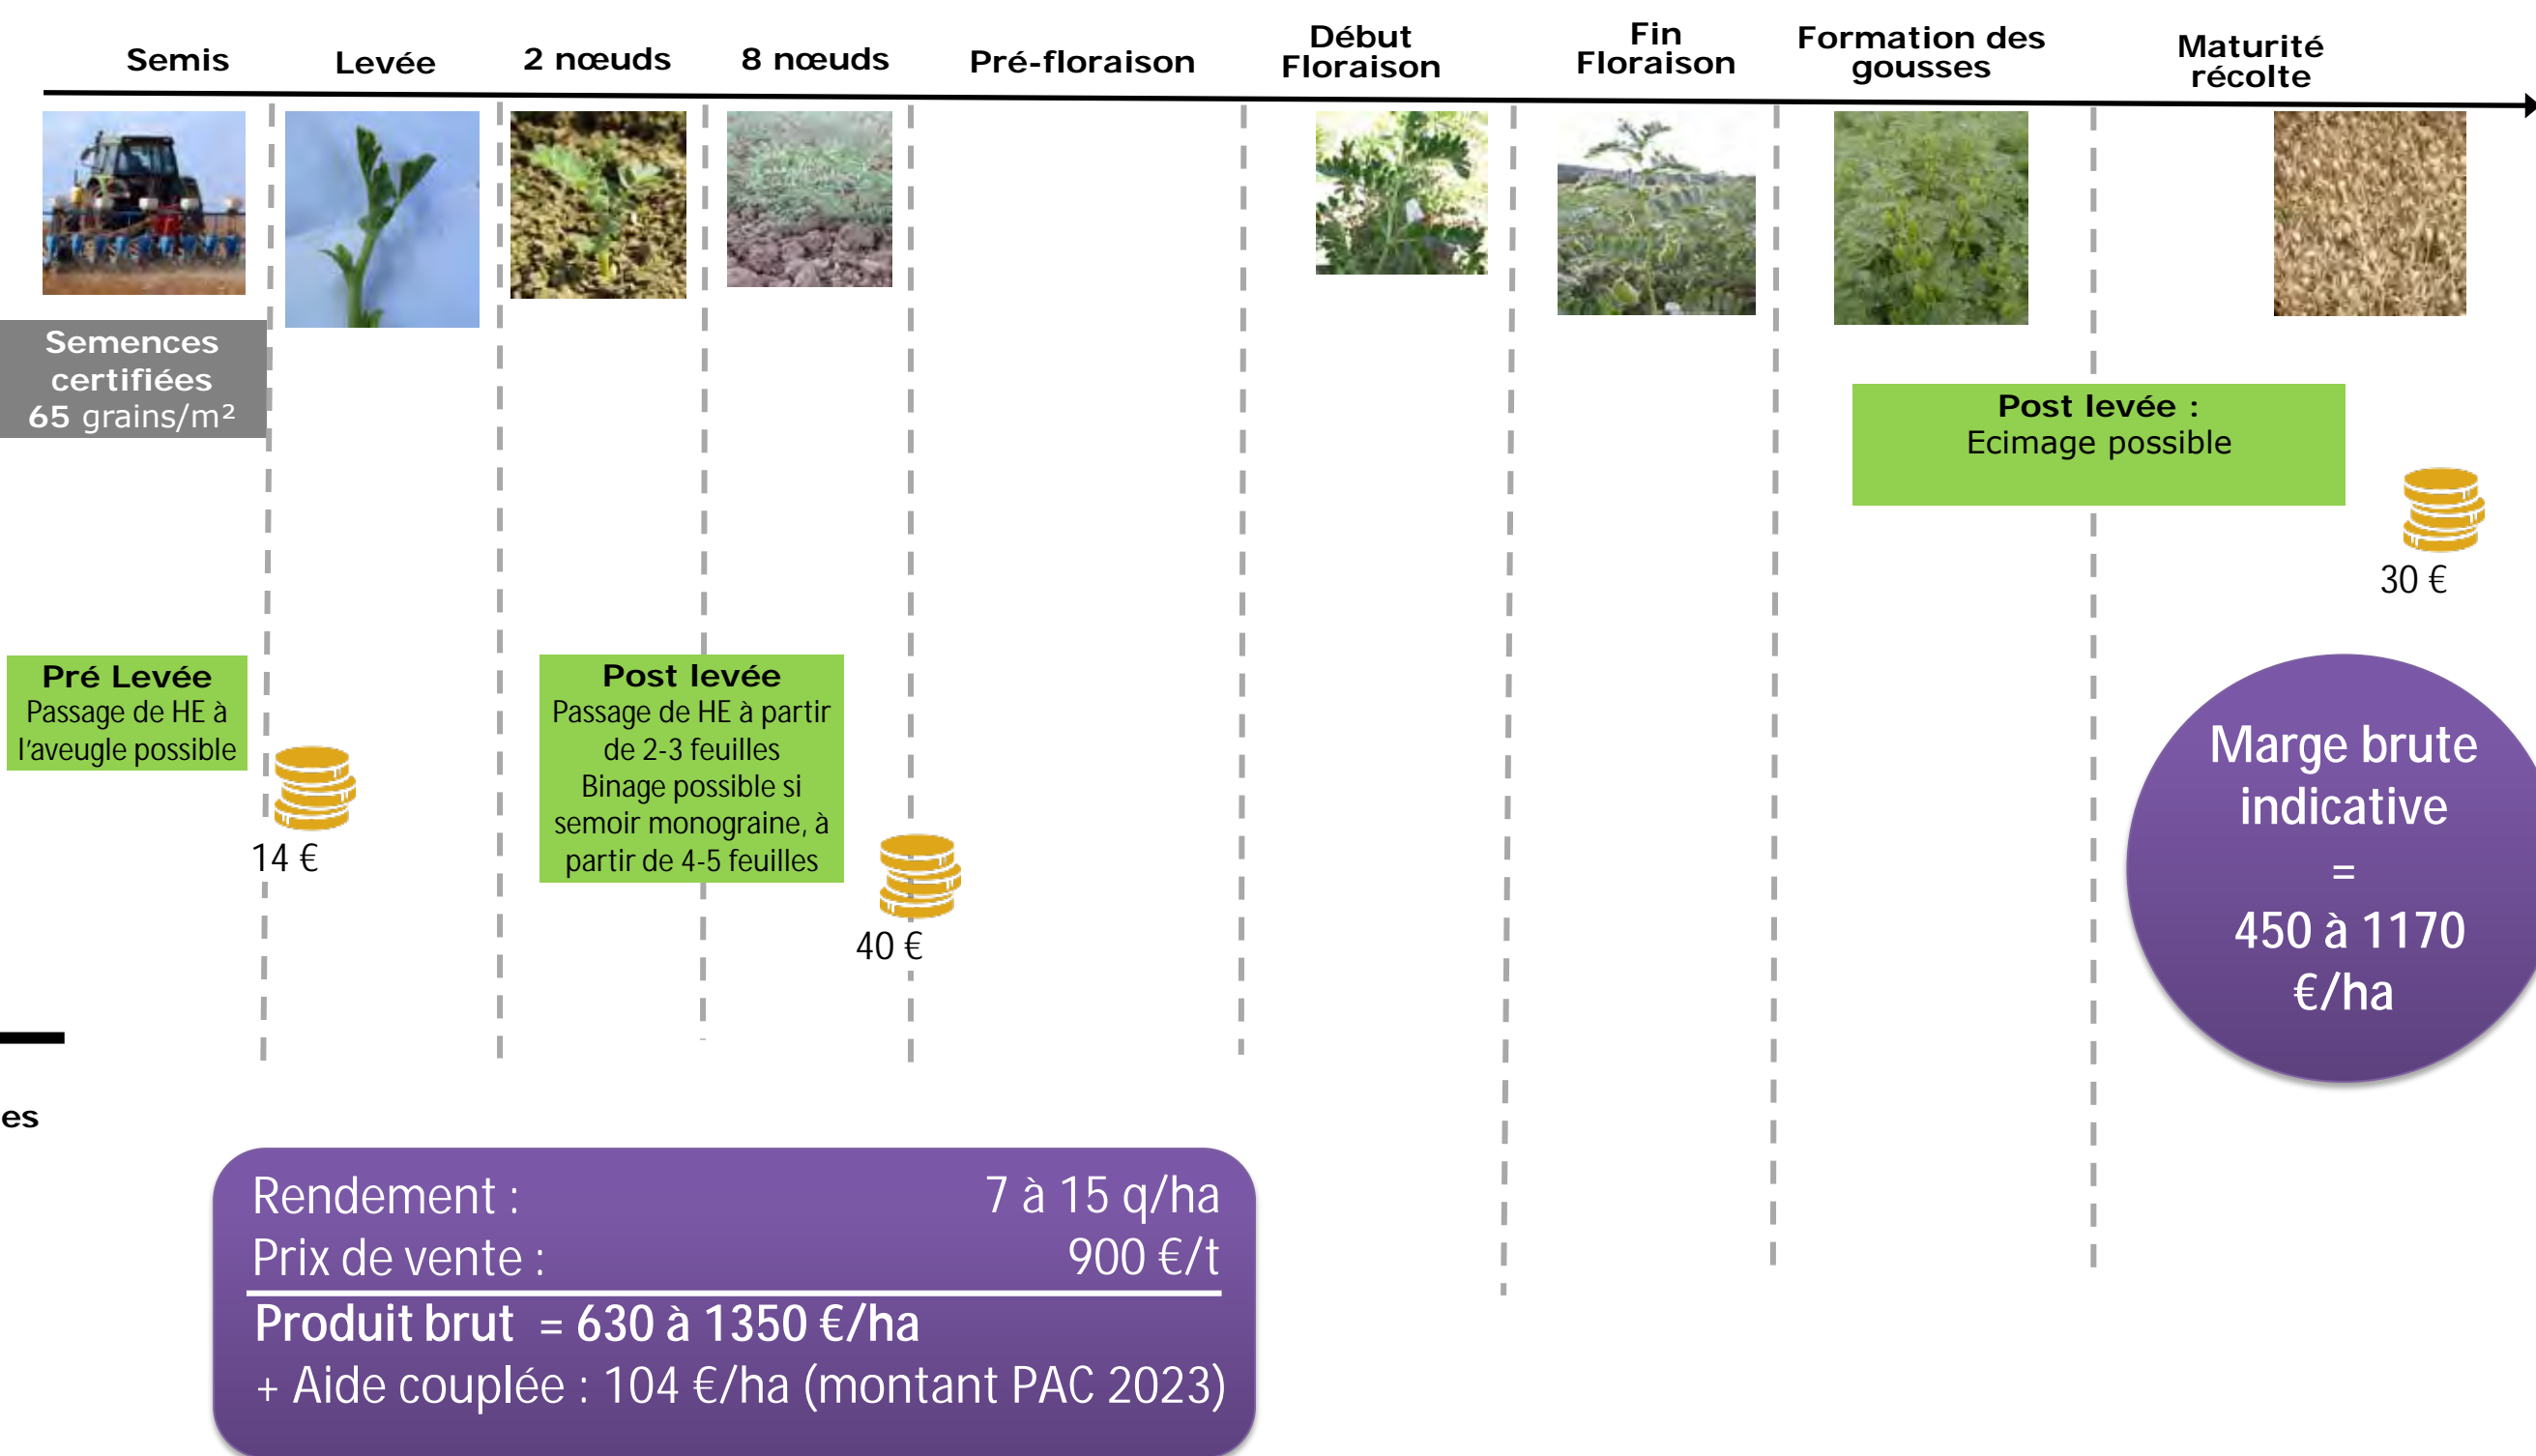 Semis
Levée
2 nœuds
8 nœuds
Pré-floraison
Début
Floraison
Fin
Floraison
Formation des
gousses
Maturité
récolte
Semences
certifiées
65 grains/m²
Post levée :
Ecimage possible
30 €
Pré Levée
Passage de HE à
l'aveugle possible
14 €
Post levée
Passage de HE à partir
de 2-3 feuilles
Binage possible si
semoir monograine, à
partir de 4-5 feuilles
40 €
Marge brute
indicative
=
450 à 1170
€/ha
es
Rendement : 7 à 15 q/ha
Prix de vente : 900 €/t
Produit brut = 630 à 1350 €/ha
+ Aide couplée : 104 €/ha (montant PAC 2023)